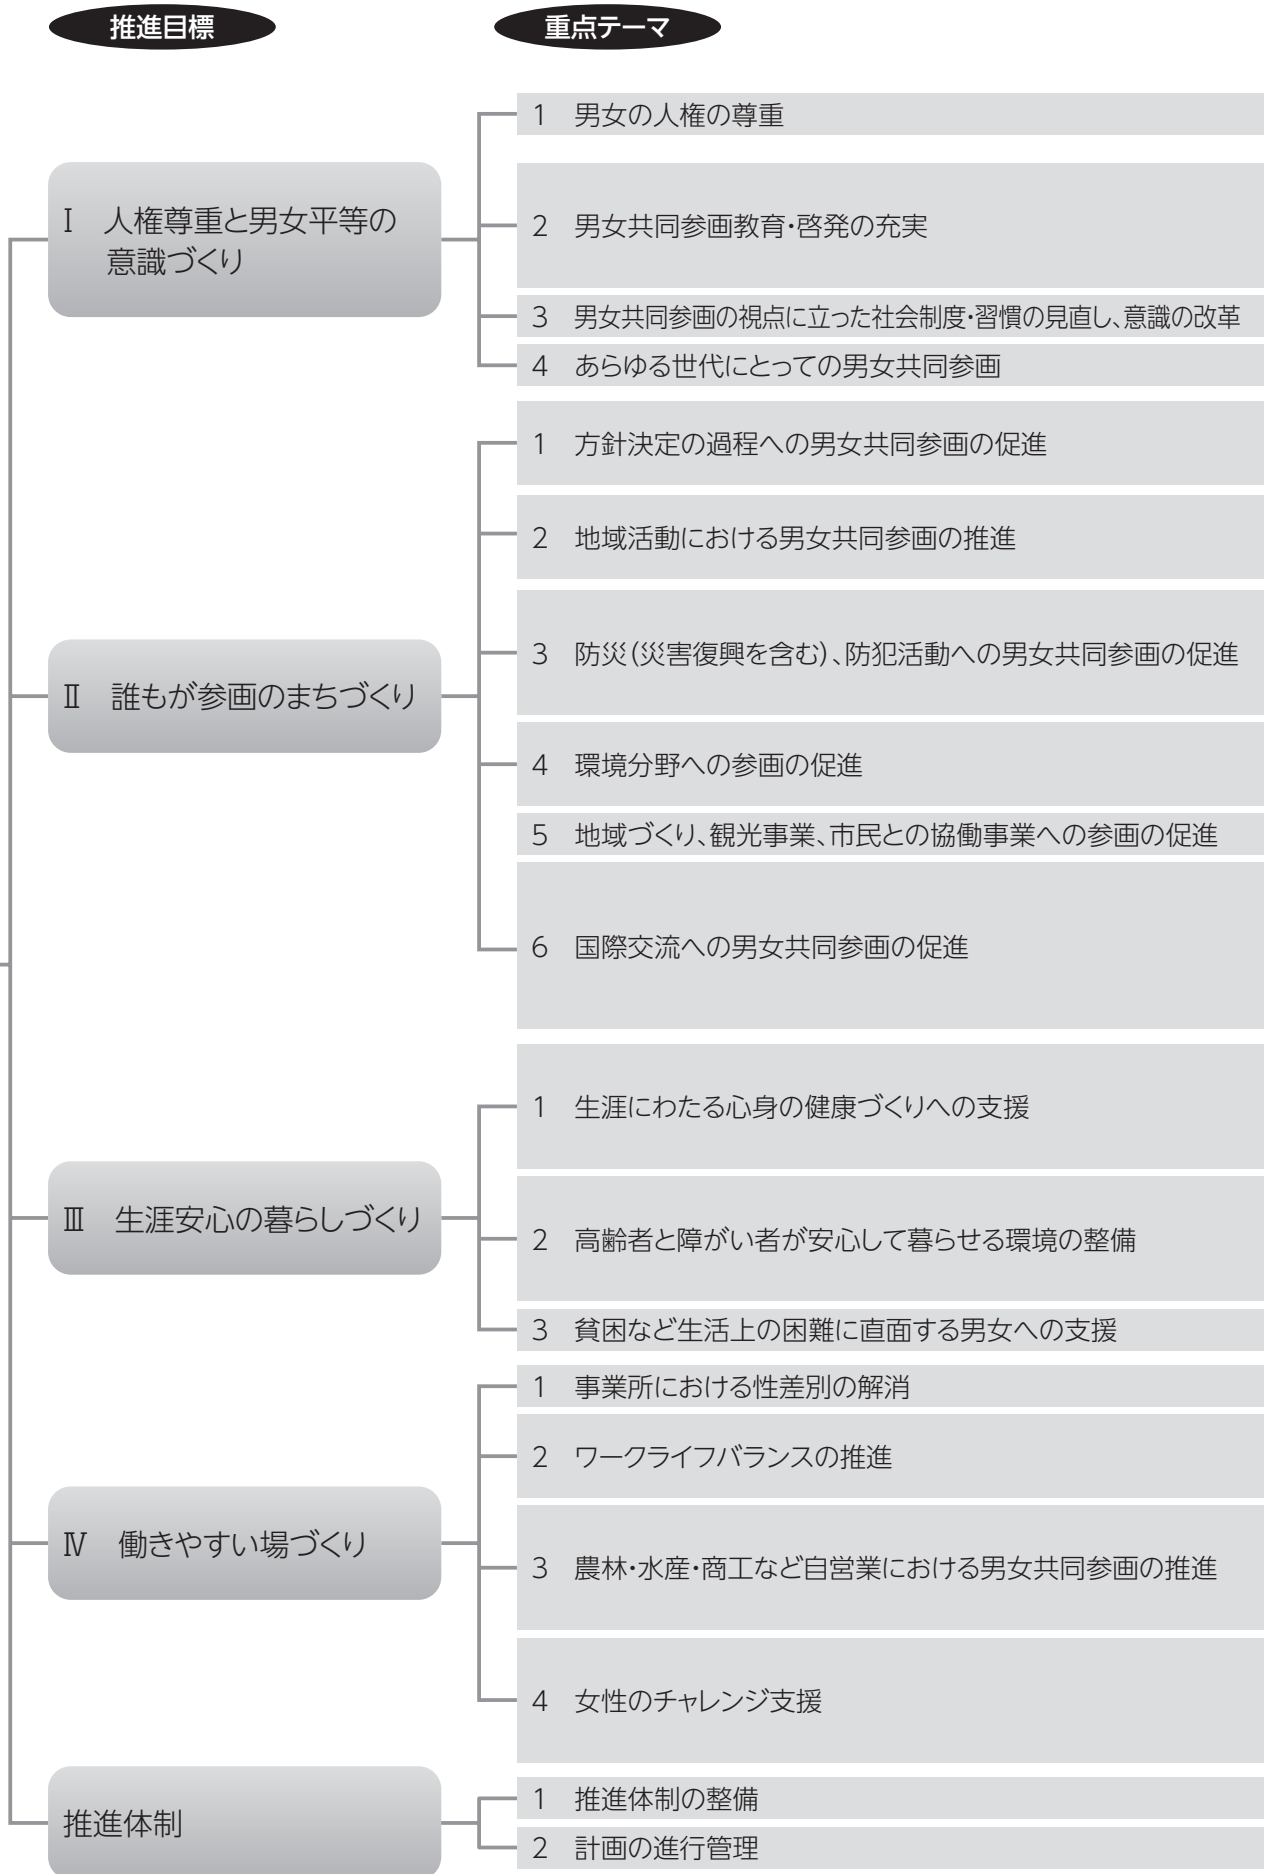 推進目標
重点テーマ
Ⅰ 人権尊重と男女平等の
意識づくり
1 男女の人権の尊重
2 男女共同参画教育・啓発の充実
3 男女共同参画の視点に立った社会制度・習慣の見直し、意識の改革
4 あらゆる世代にとっての男女共同参画
Ⅱ 誰もが参画のまちづくり
1 方針決定の過程への男女共同参画の促進
2 地域活動における男女共同参画の推進
3 防災(災害復興を含む)、防犯活動への男女共同参画の促進
4 環境分野への参画の促進
5 地域づくり、観光事業、市民との協働事業への参画の促進
6 国際交流への男女共同参画の促進
Ⅲ 生涯安心の暮らしづくり
1 生涯にわたる心身の健康づくりへの支援
2 高齢者と障がい者が安心して暮らせる環境の整備
3 貧困など生活上の困難に直面する男女への支援
Ⅳ 働きやすい場づくり
1 事業所における性差別の解消
2 ワークライフバランスの推進
3 農林・水産・商工など自営業における男女共同参画の推進
4 女性のチャレンジ支援
推進体制
1 推進体制の整備
2 計画の進行管理